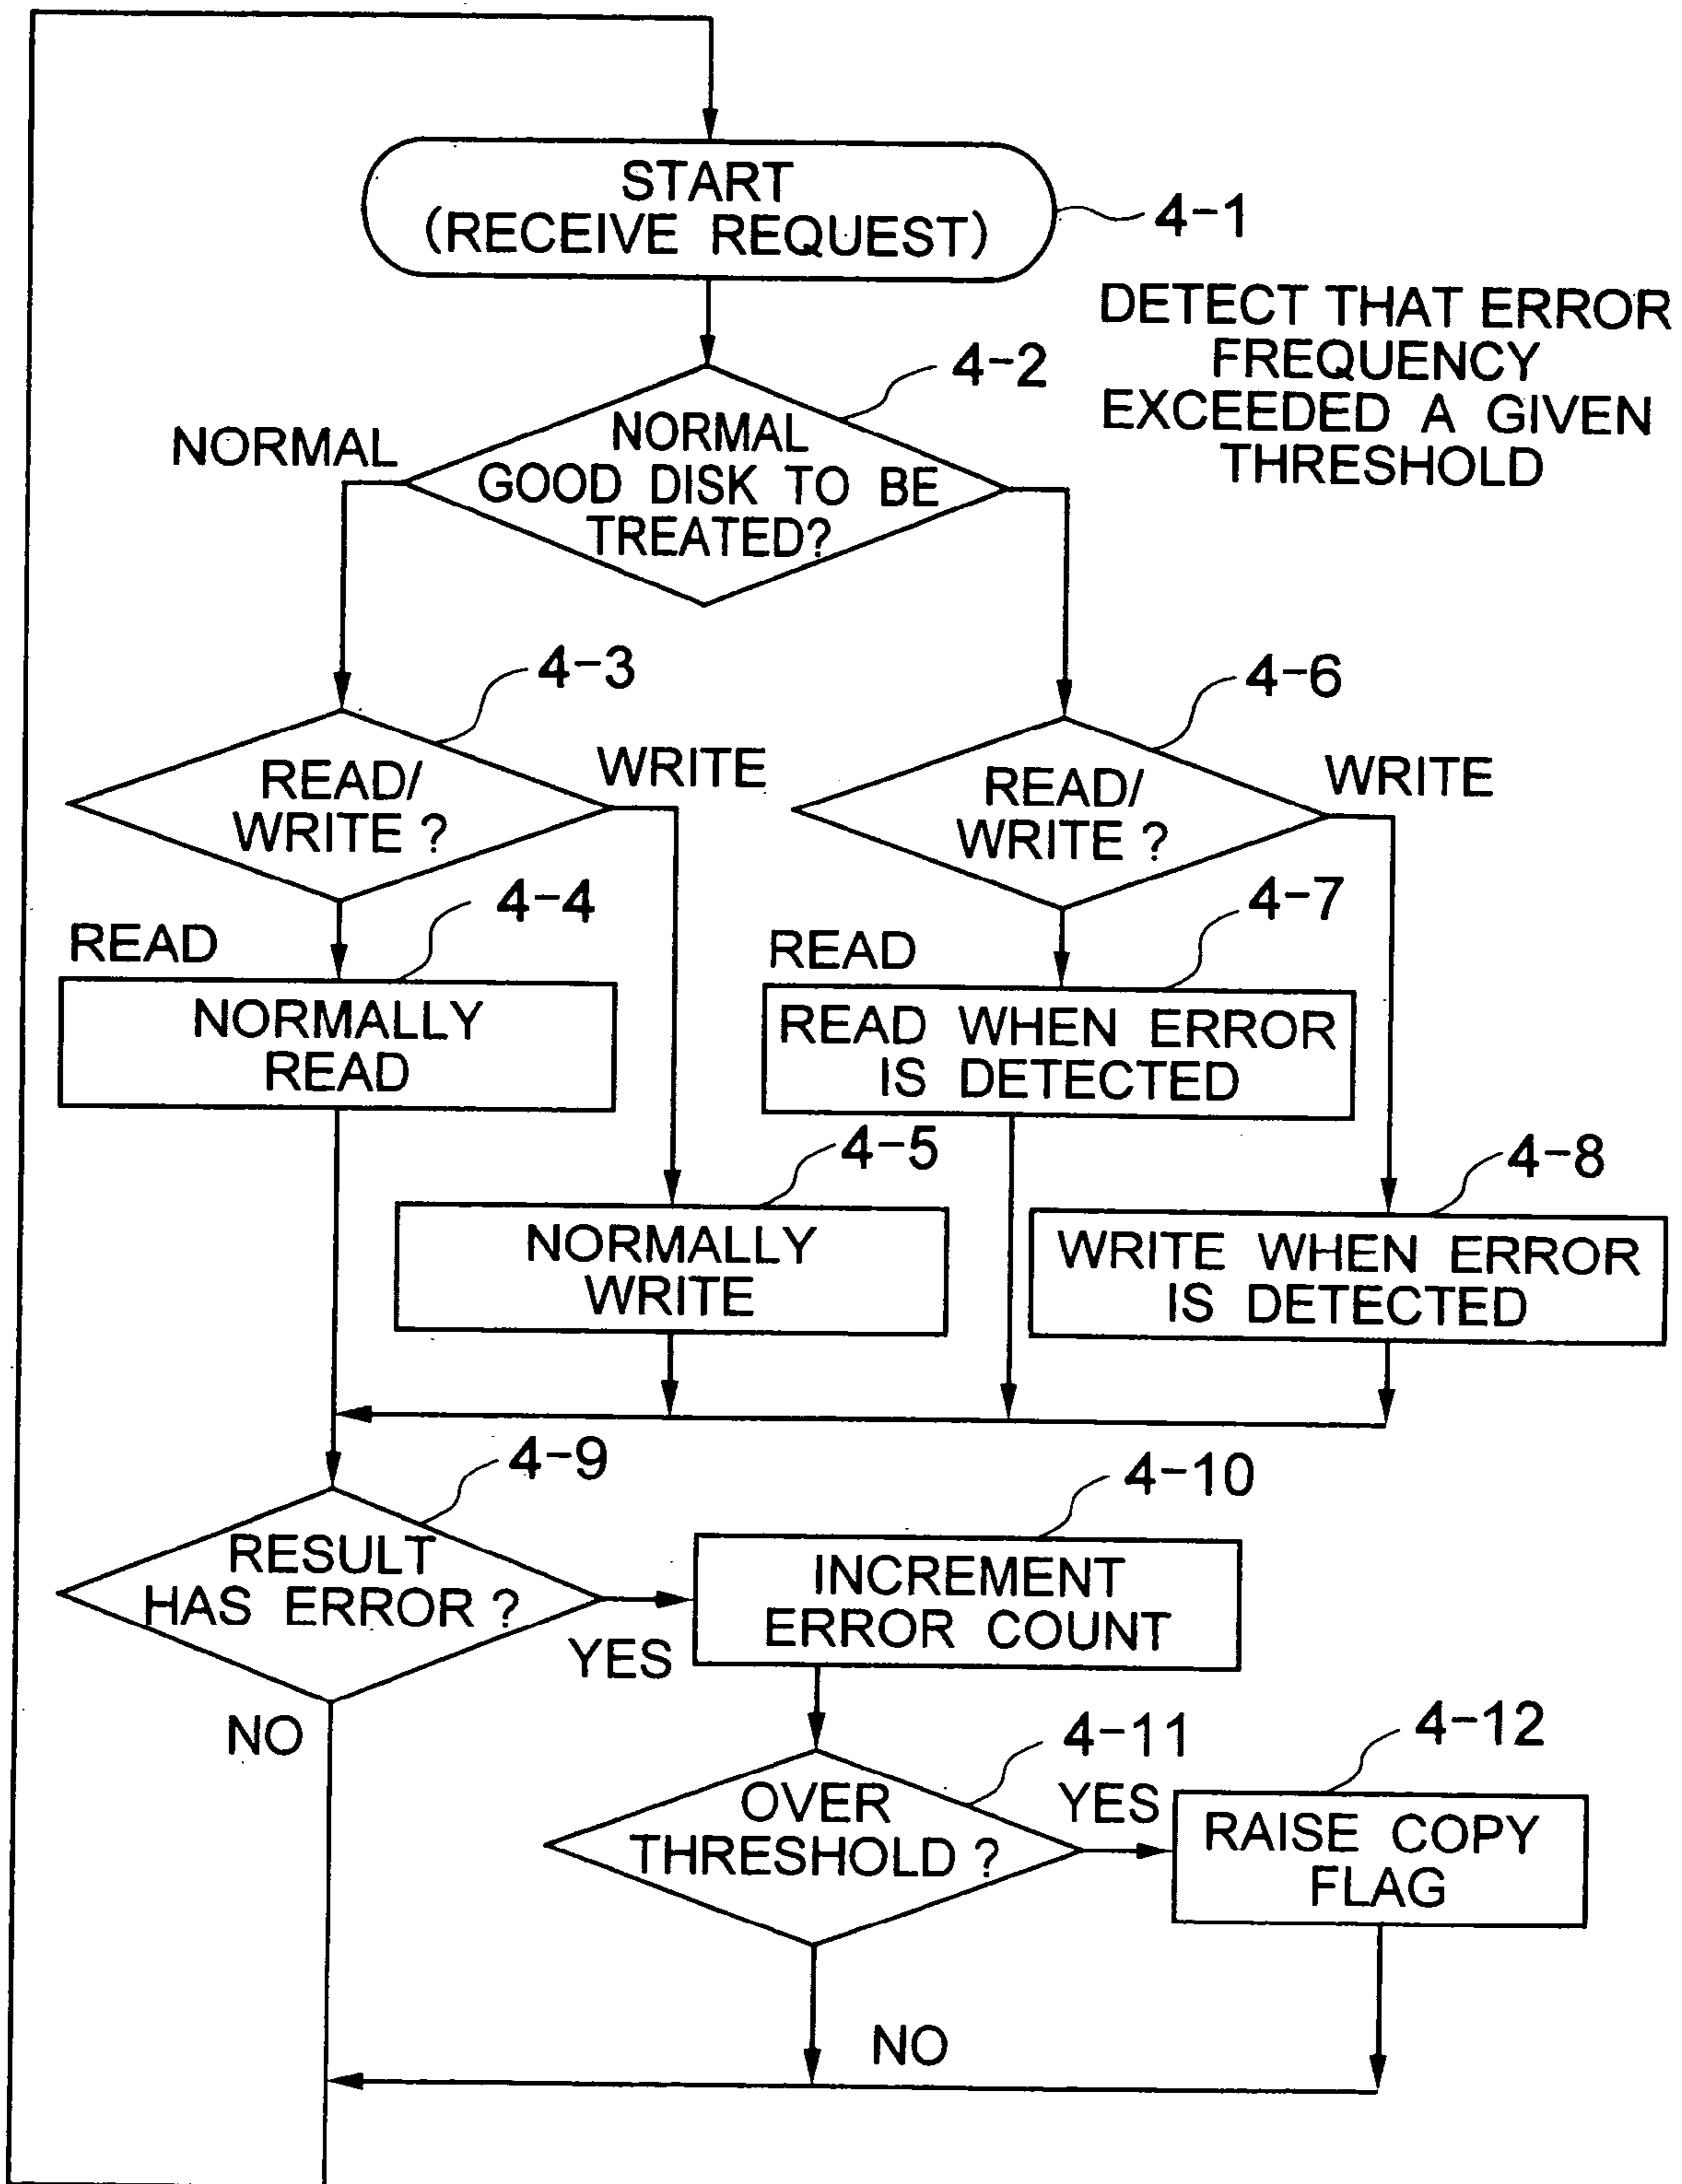 START
(RECEIVE REQUEST)
4-1
DETECT THAT ERROR
FREQUENCY
EXCEEDED A GIVEN
THRESHOLD
4-2
NORMAL
NORMAL
GOOD DISK TO BE
TREATED?
4-3
READ/
WRITE ?
WRITE
4-6
READ/
WRITE ?
WRITE
READ
4-4
NORMALLY
READ
READ
4-7
READ WHEN ERROR
IS DETECTED
4-5
NORMALLY
WRITE
4-8
WRITE WHEN ERROR
IS DETECTED
4-9
RESULT
HAS ERROR ?
YES
NO
4-10
INCREMENT
ERROR COUNT
4-11
OVER
THRESHOLD ?
YES
NO
4-12
RAISE COPY
FLAG